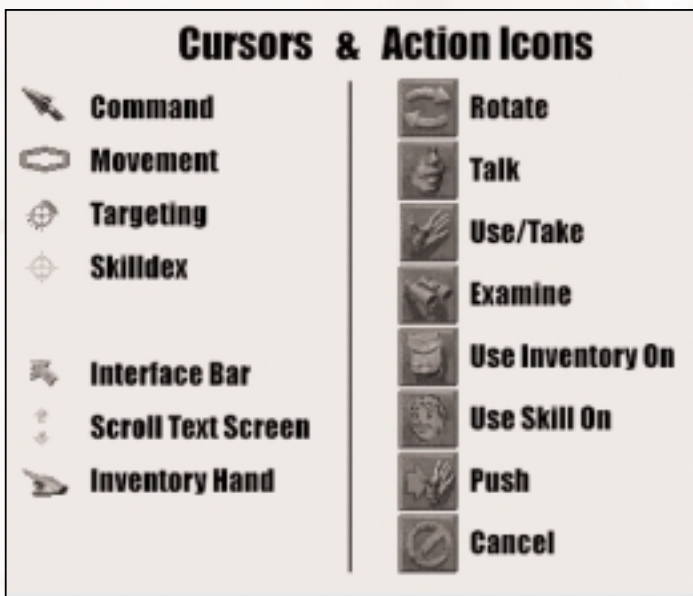 Cursors & Action Icons
Command
Movement
Targeting
Skilldex
Interface Bar
Scroll Text Screen
Inventory Hand
Rotate
Talk
Use/Take
Examine
Use Inventory On
Use Skill On
Push
Cancel